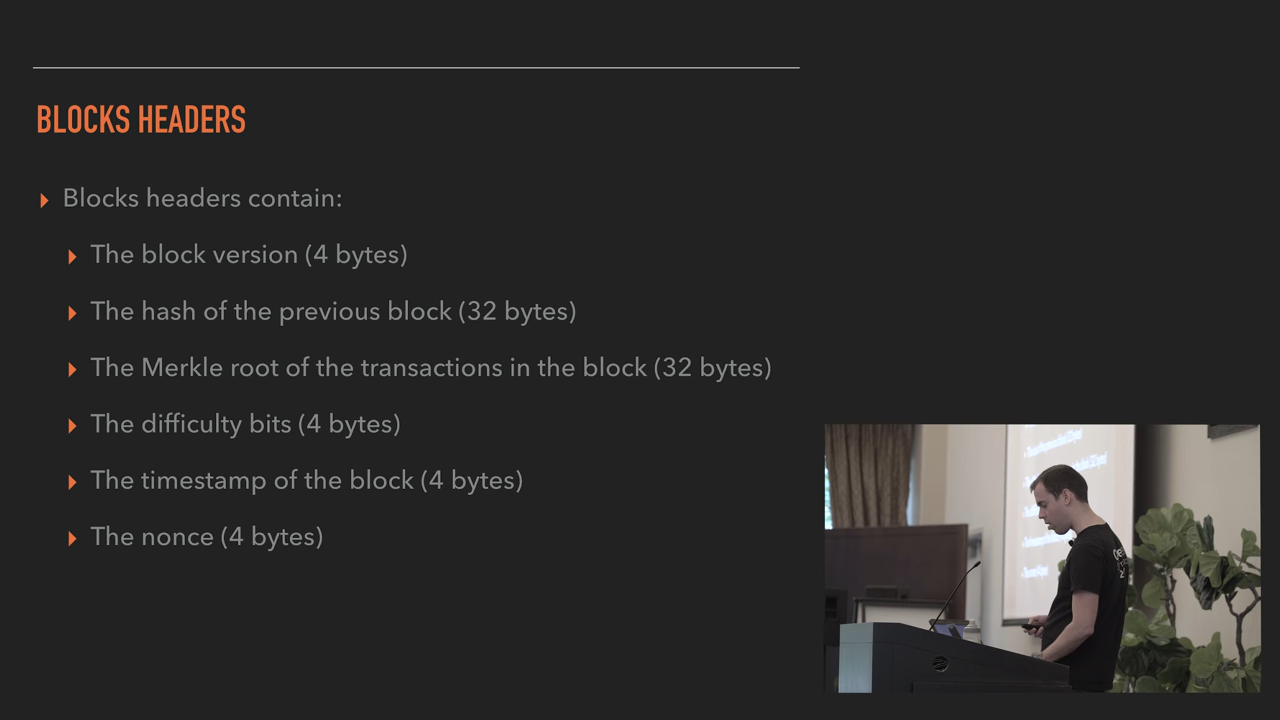 BLOCKS HEADERS
Blocks headers contain:
The block version (4 bytes)
The hash of the previous block (32 bytes)
The Merkle root of the transactions in the block (32 bytes)
The difficulty bits (4 bytes)
The timestamp of the block (4 bytes)
The nonce (4 bytes)